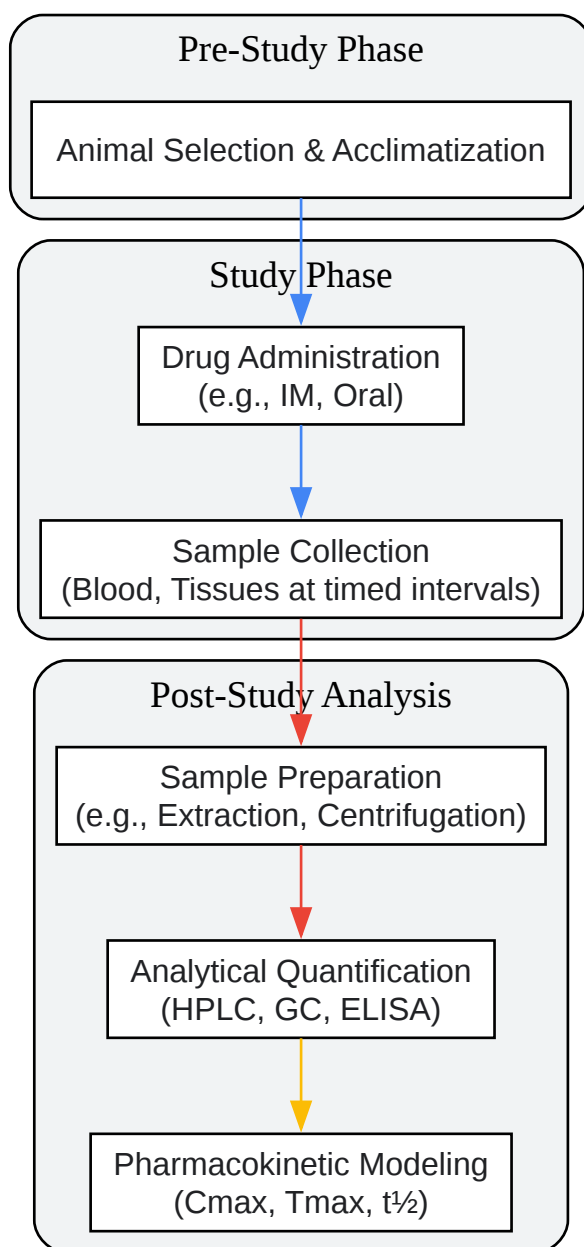 Pre-Study Phase
Animal Selection & Acclimatization
Study Phase
Drug Administration
(e.g., IM, Oral)
Sample Collection
(Blood, Tissues at timed intervals)
Post-Study Analysis
Sample Preparation
(e.g., Extraction, Centrifugation)
Analytical Quantification
(HPLC, GC, ELISA)
Pharmacokinetic Modeling
(Cmax, Tmax, t½)